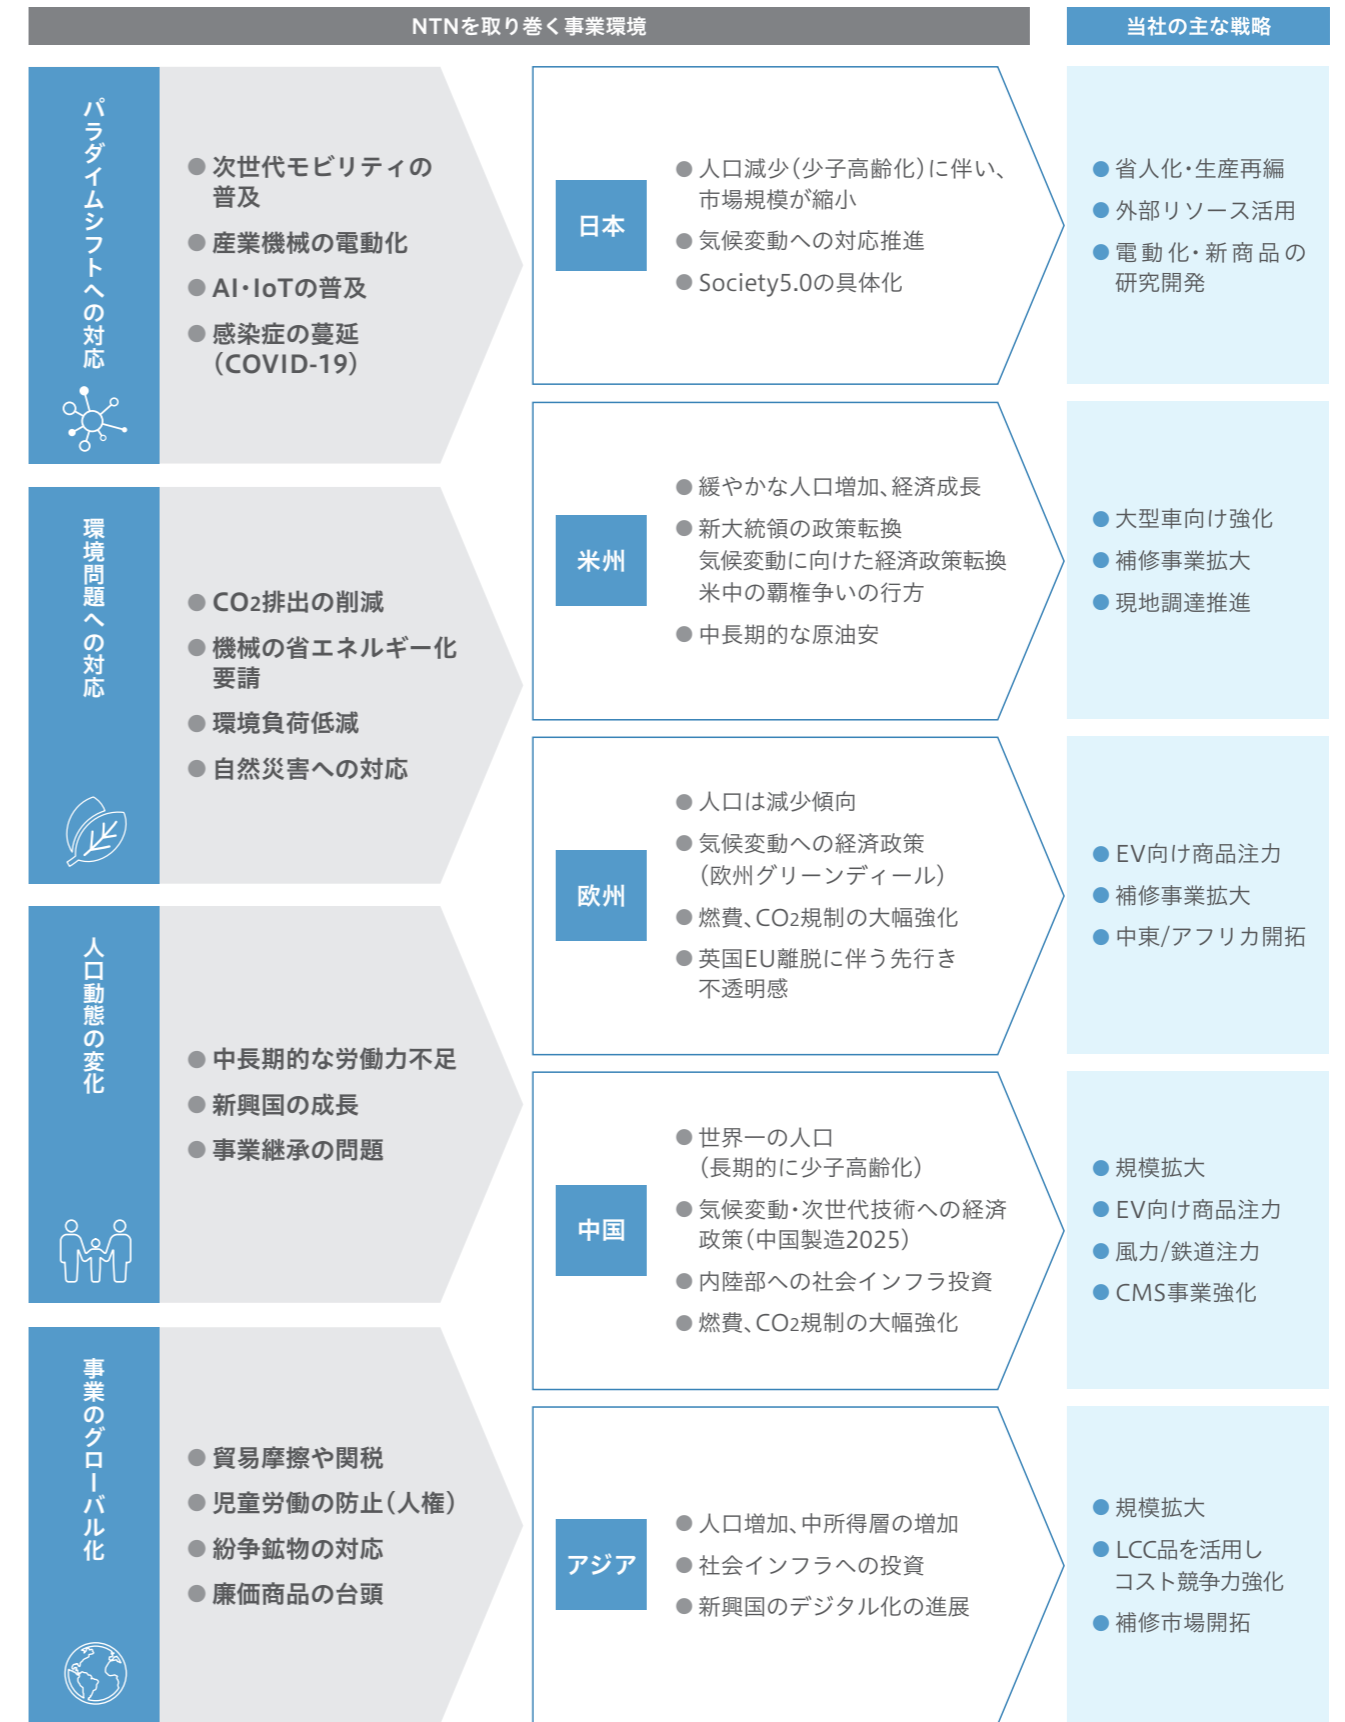 NTNを取り巻く事業環境
当社の主な戦略
パラダイムシフトへの対応
● 次世代モビリティの
普及
● 産業機械の電動化
● AI・IoTの普及
● 感染症の蔓延
（COVID-19）
環境問題への対応
● CO2排出の削減
● 機械の省エネルギー化
要請
● 環境負荷低減
● 自然災害への対応
人口動態の変化
● 中長期的な労働力不足
● 新興国の成長
● 事業継承の問題
事業のグローバル化
● 貿易摩擦や関税
● 児童労働の防止（人権）
● 紛争鉱物の対応
● 廉価商品の台頭
日本
● 人口減少（少子高齢化）に伴い、
市場規模が縮小
● 気候変動への対応推進
● Society5.0の具体化
● 省人化・生産再編
● 外部リソース活用
● 電動化・新商品の
研究開発
米州
● 緩やかな人口増加、経済成長
● 新大統領の政策転換
気候変動に向けた経済政策転換
米中の覇権争いの行方
● 中長期的な原油安
● 大型車向け強化
● 補修事業拡大
● 現地調達推進
欧州
● 人口は減少傾向
● 気候変動への経済政策
（欧州グリーンディール）
● 燃費、CO2規制の大幅強化
● 英国EU離脱に伴う先行き
不透明感
● EV向け商品注力
● 補修事業拡大
● 中東/アフリカ開拓
中国
● 世界一の人口
（長期的に少子高齢化）
● 気候変動・次世代技術への経済
政策（中国製造2025）
● 内陸部への社会インフラ投資
● 燃費、CO2規制の大幅強化
● 規模拡大
● EV向け商品注力
● 風力/鉄道注力
● CMS事業強化
アジア
● 人口増加、中所得層の増加
● 社会インフラへの投資
● 新興国のデジタル化の進展
● 規模拡大
● LCC品を活用し
コスト競争力強化
● 補修市場開拓